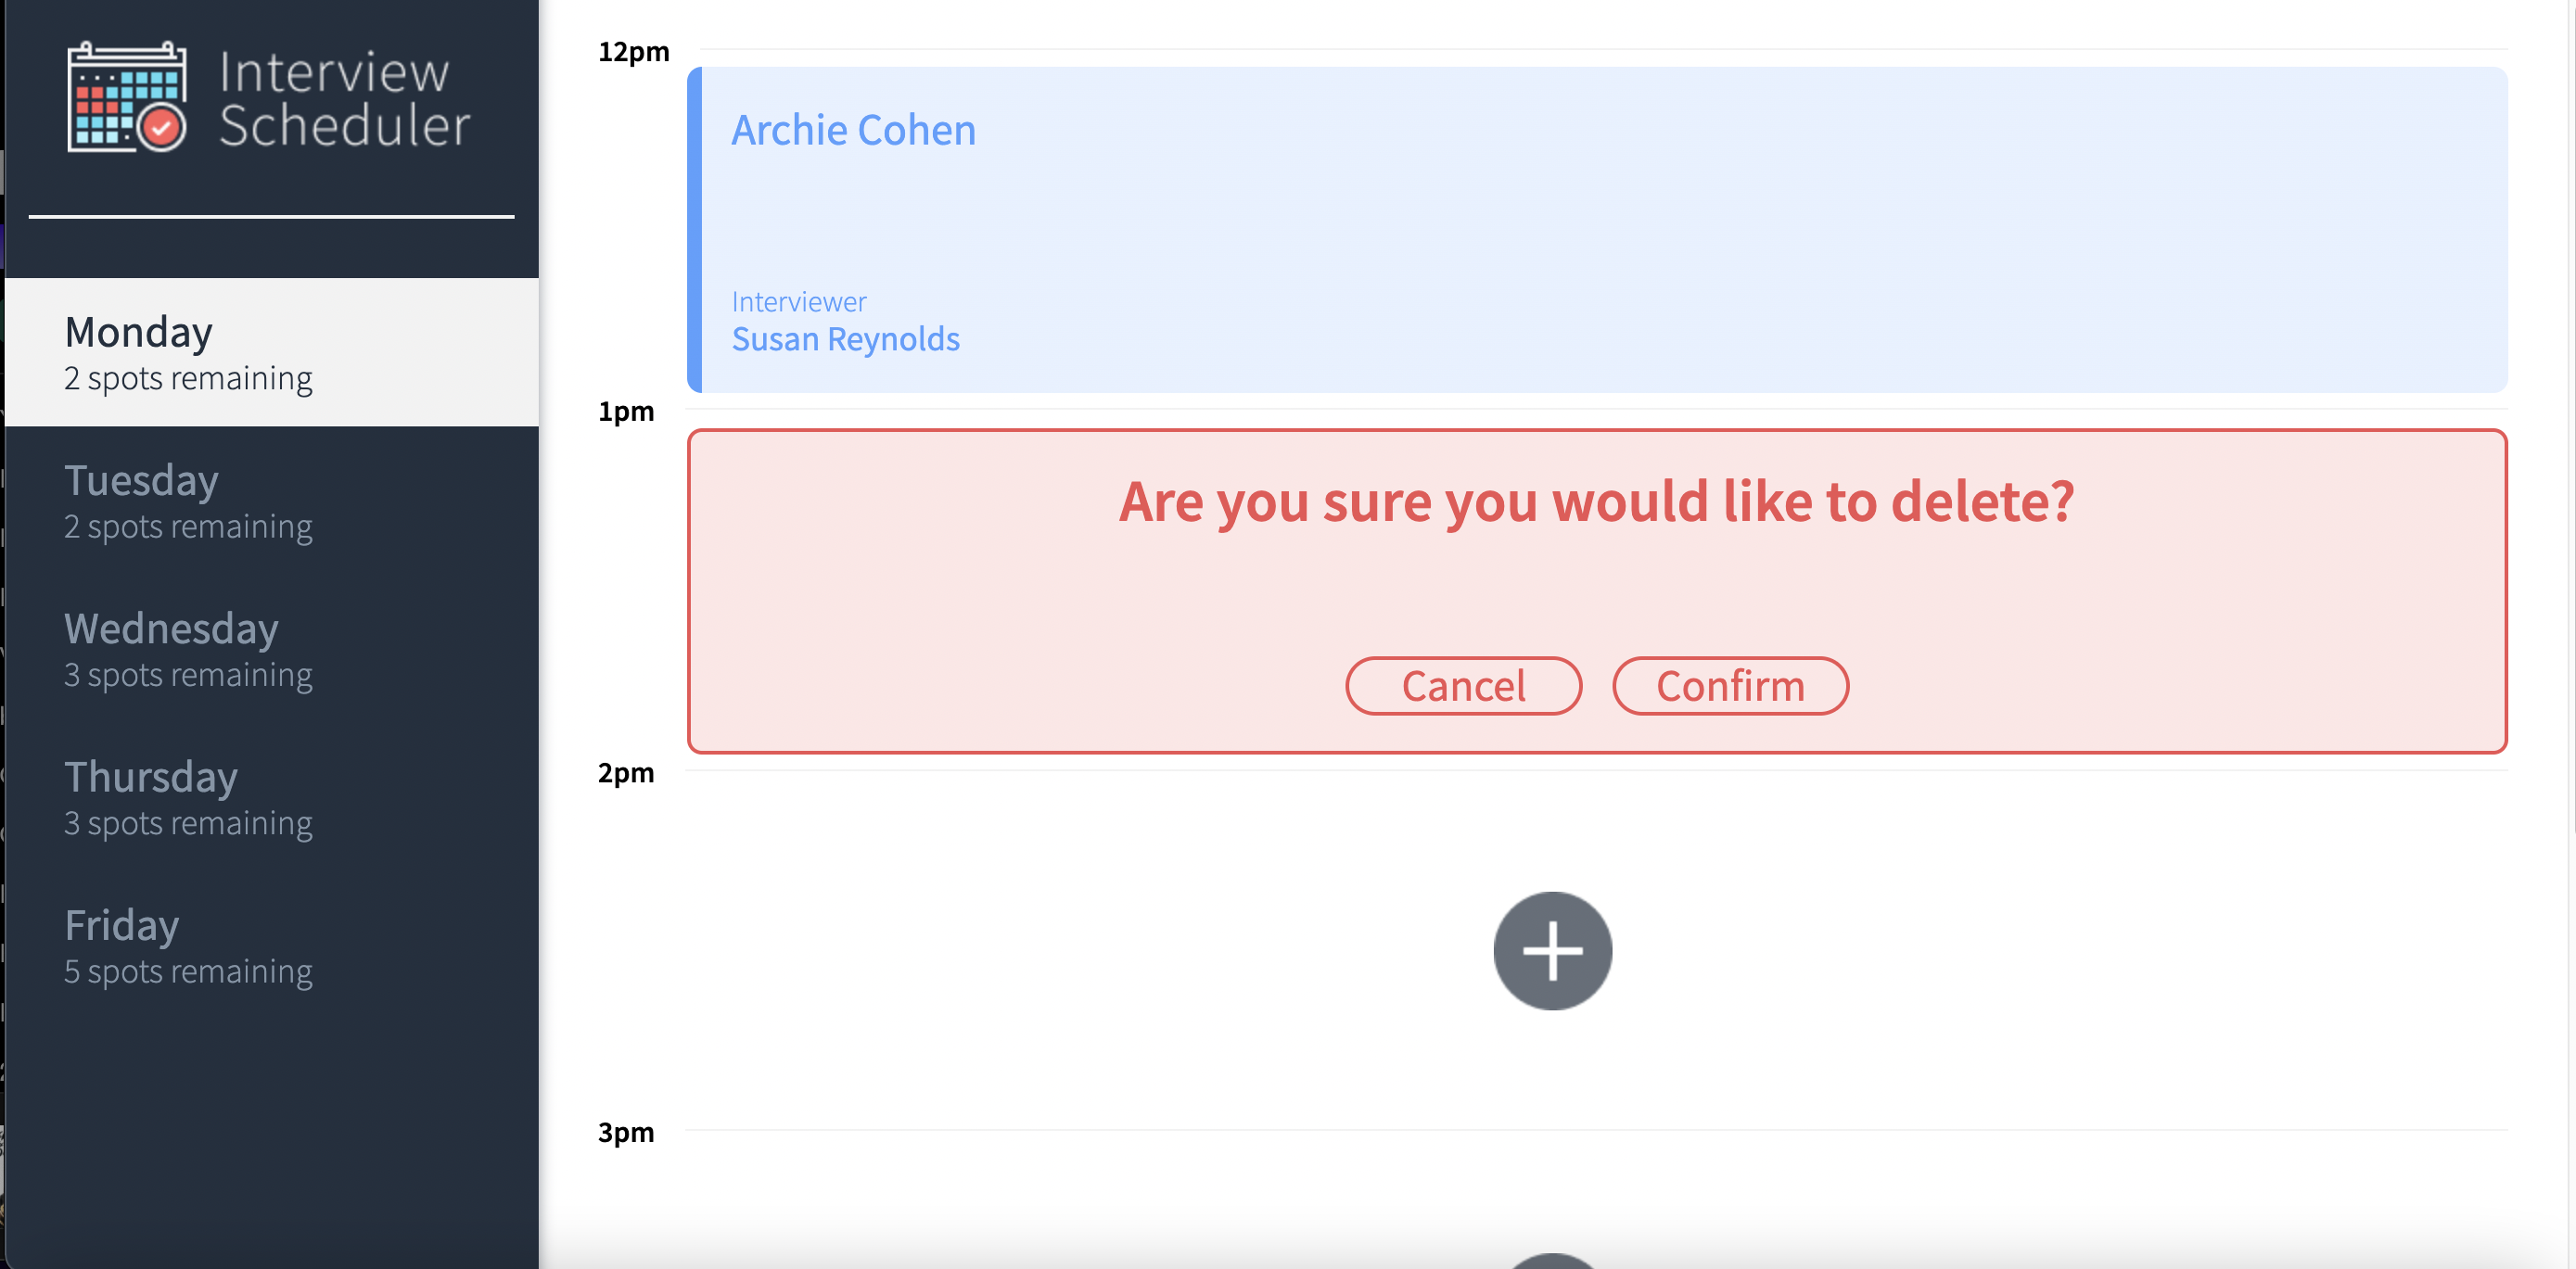 Interview
Scheduler
Monday
2 spots remaining
Tuesday
2 spots remaining
Wednesday
3 spots remaining
Thursday
3 spots remaining
Friday
5 spots remaining
12pm
Archie Cohen
Interviewer
Susan Reynolds
1pm
Are you sure you would like to delete?
Cancel
Confirm
2pm
3pm